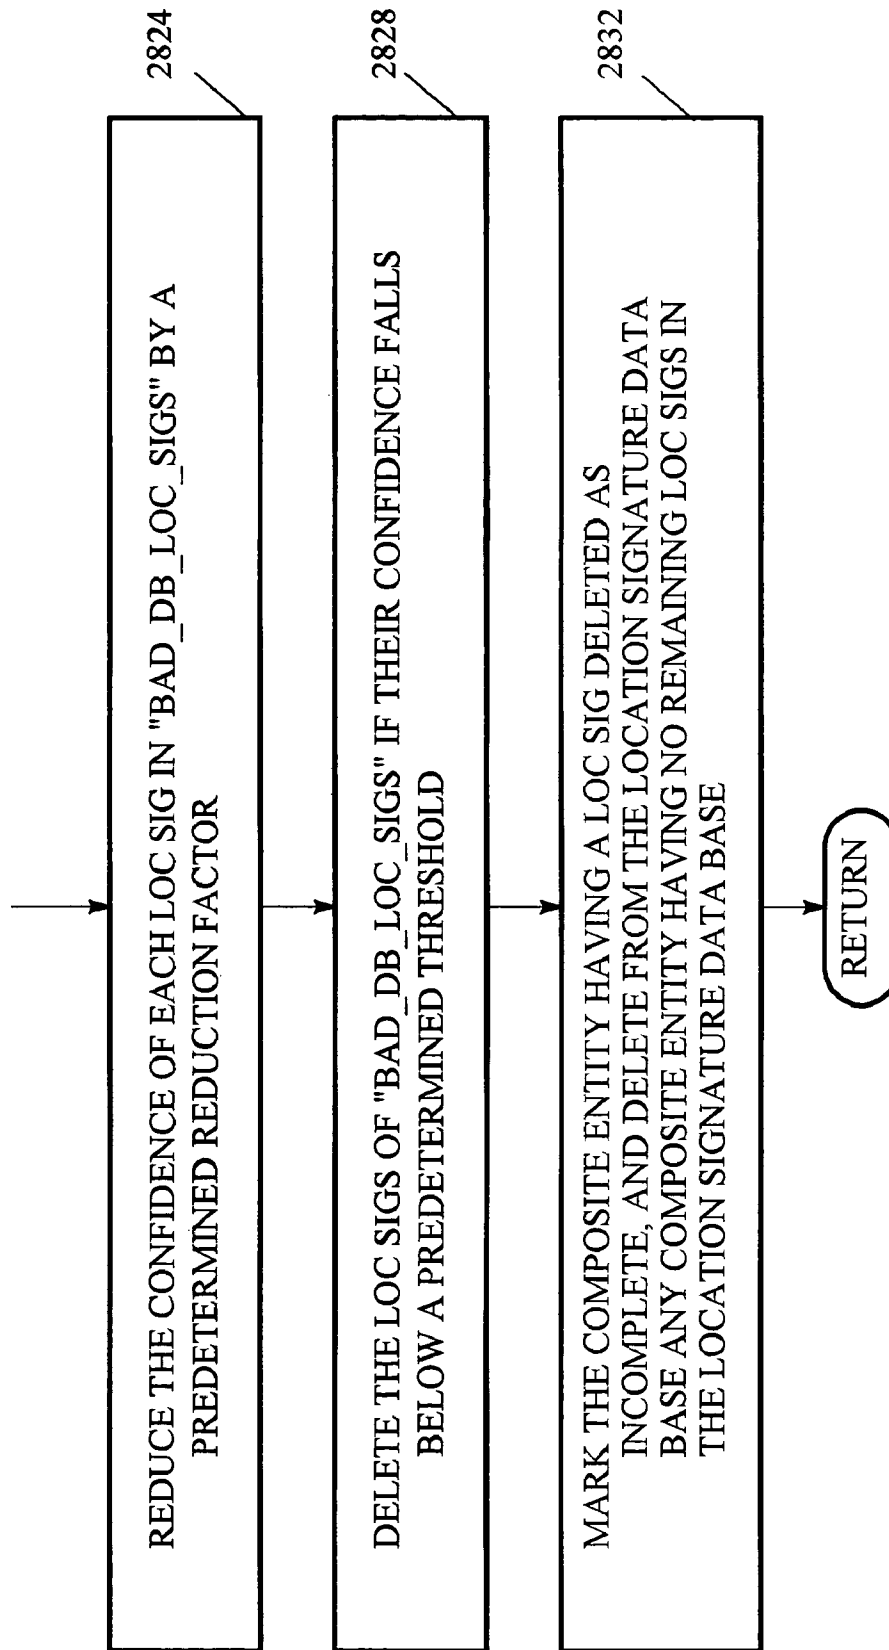 2824
REDUCE THE CONFIDENCE OF EACH LOC SIG IN "BAD_DB_LOC_SIGS" BY A
PREDETERMINED REDUCTION FACTOR
2828
DELETE THE LOC SIGS OF "BAD_DB_LOC_SIGS" IF THEIR CONFIDENCE FALLS
BELOW A PREDETERMINED THRESHOLD
2832
MARK THE COMPOSITE ENTITY HAVING A LOC SIG DELETED AS
INCOMPLETE, AND DELETE FROM THE LOCATION SIGNATURE DATA
BASE ANY COMPOSITE ENTITY HAVING NO REMAINING LOC SIGS IN
THE LOCATION SIGNATURE DATA BASE
RETURN